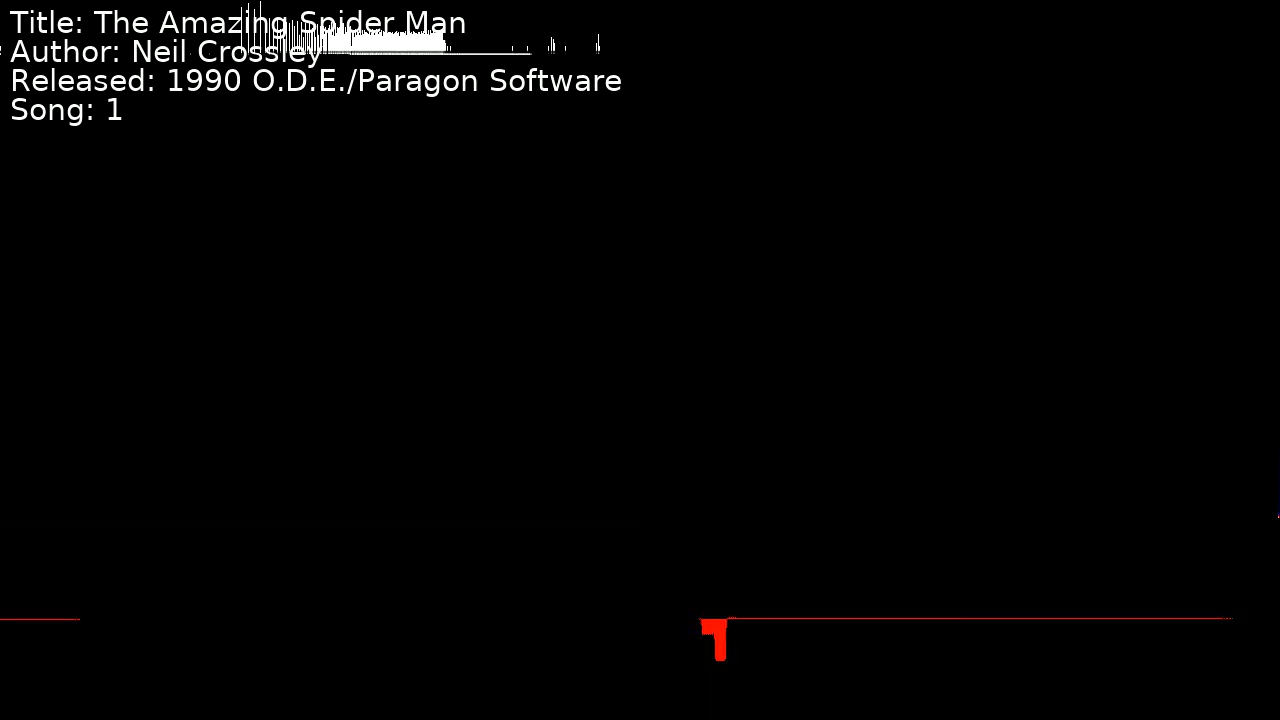 Title: The Amazing Spider Man
Author: Neil Crossley
Released: 1990 O.D.E./Paragon Software
Song: 1